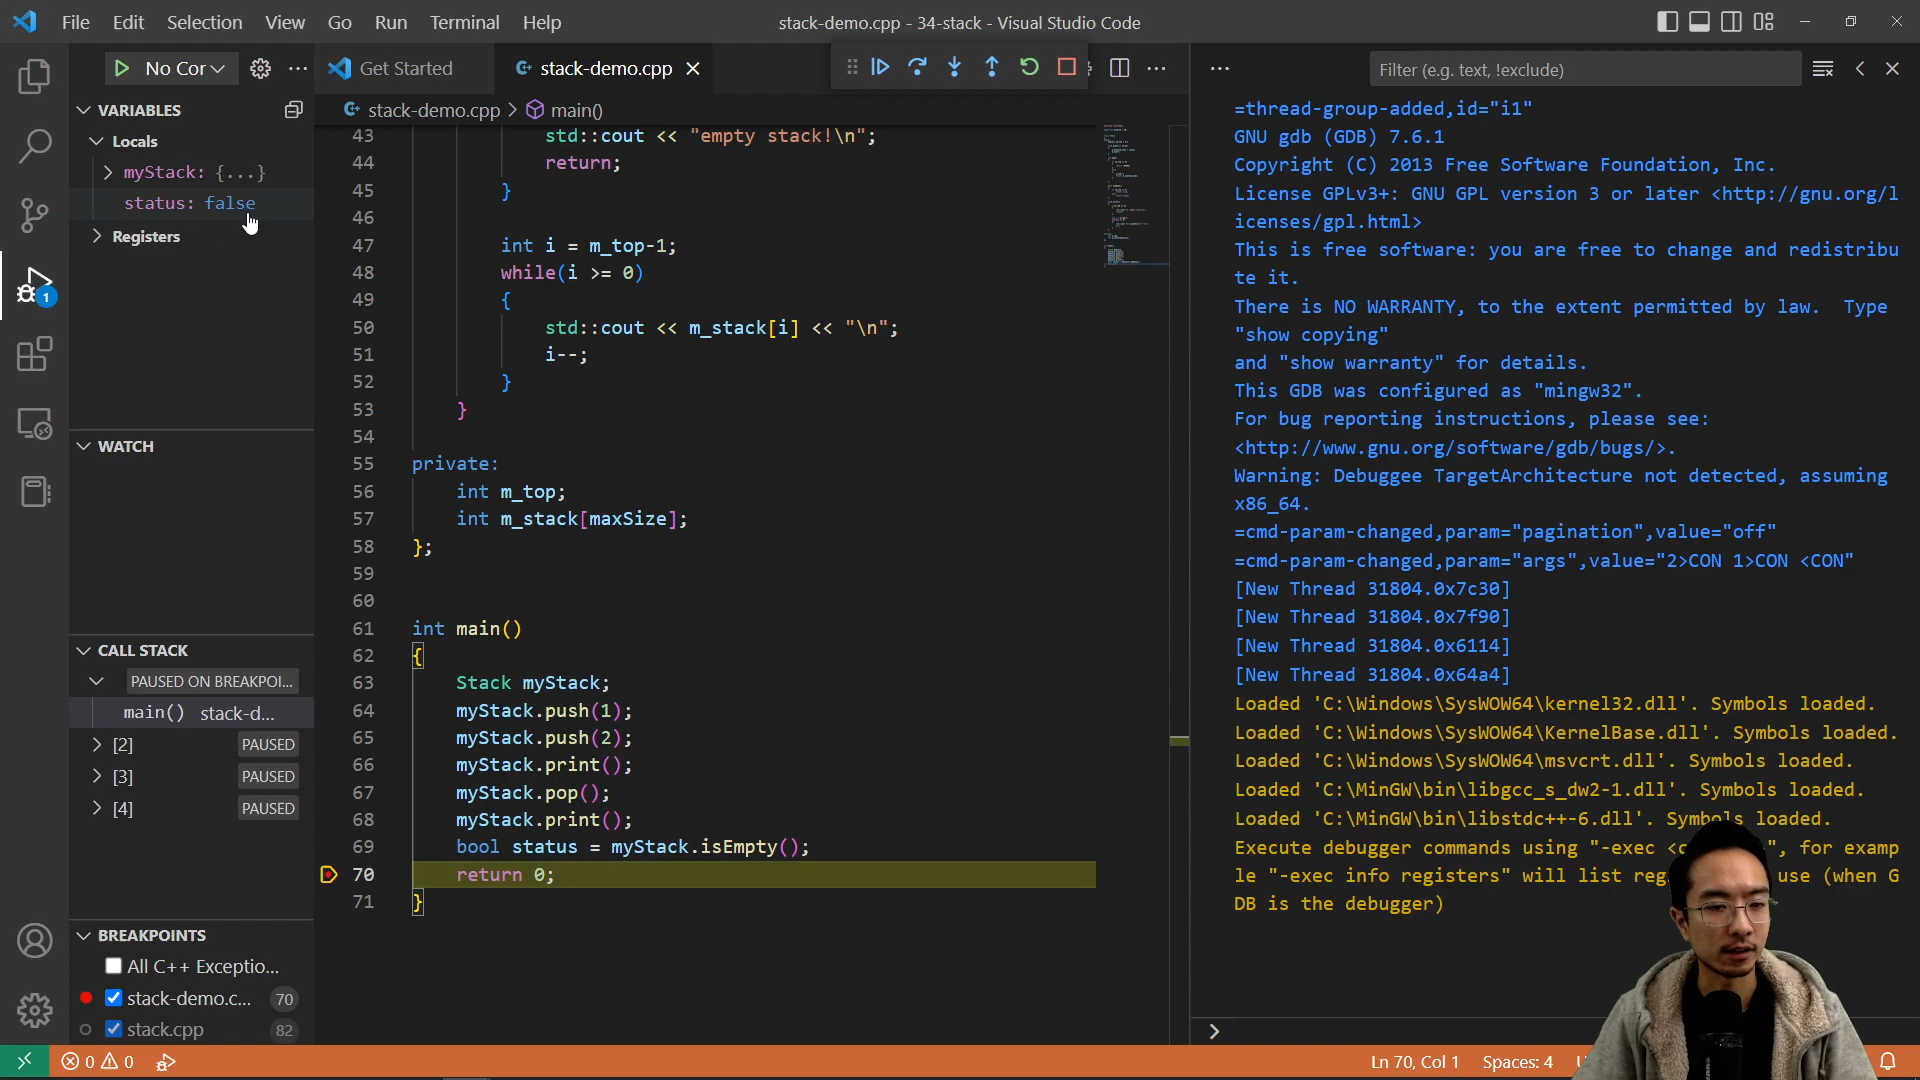 File Edit Selection View Go Run Terminal Help
stack-demo.cpp - 34-stack - Visual Studio Code
No Cor
Get Started
stack-demo.cpp
Filter (e.g. text, !exclude)
VARIABLES
Locals
myStack: {...}
status: false
Registers
WATCH
CALL STACK
PAUSED ON BREAKPOI...
main() stack-d...
[2] PAUSED
[3] PAUSED
[4] PAUSED
BREAKPOINTS
All C++ Exceptio...
stack-demo.c... 70
stack.cpp 82
1
stack-demo.cpp > main()
43 std::cout << "empty stack!\n";
44 return;
45 }
46
47 int i = m_top-1;
48 while(i >= 0)
49 {
50 std::cout << m_stack[i] << "\n";
51 i--;
52 }
53 }
54
55 private:
56 int m_top;
57 int m_stack[maxSize];
58 };
59
60
61 int main()
62 {
63 Stack myStack;
64 myStack.push(1);
65 myStack.push(2);
66 myStack.print();
67 myStack.pop();
68 myStack.print();
69 bool status = myStack.isEmpty();
70 return 0;
71 }
=thread-group-added,id="i1"
GNU gdb (GDB) 7.6.1
Copyright (C) 2013 Free Software Foundation, Inc.
License GPLv3+: GNU GPL version 3 or later <http://gnu.org/l
icenses/gpl.html>
This is free software: you are free to change and redistribu
te it.
There is NO WARRANTY, to the extent permitted by law.  Type
"show copying"
and "show warranty" for details.
This GDB was configured as "mingw32".
For bug reporting instructions, please see:
<http://www.gnu.org/software/gdb/bugs/>.
Warning: Debuggee TargetArchitecture not detected, assuming
x86_64.
=cmd-param-changed,param="pagination",value="off"
=cmd-param-changed,param="args",value="2>CON 1>CON <CON"
[New Thread 31804.0x7c30]
[New Thread 31804.0x7f90]
[New Thread 31804.0x6114]
[New Thread 31804.0x64a4]
Loaded 'C:\Windows\SysWOW64\kernel32.dll'. Symbols loaded.
Loaded 'C:\Windows\SysWOW64\KernelBase.dll'. Symbols loaded.
Loaded 'C:\Windows\SysWOW64\msvcrt.dll'. Symbols loaded.
Loaded 'C:\MinGW\bin\libgcc_s_dw2-1.dll'. Symbols loaded.
Loaded 'C:\MinGW\bin\libstdc++-6.dll'. Symbols loaded.
Execute debugger commands using "-exec <c ", for examp
le "-exec info registers" will list reg use (when G
DB is the debugger)
0 0
Ln 70, Col 1 Spaces: 4